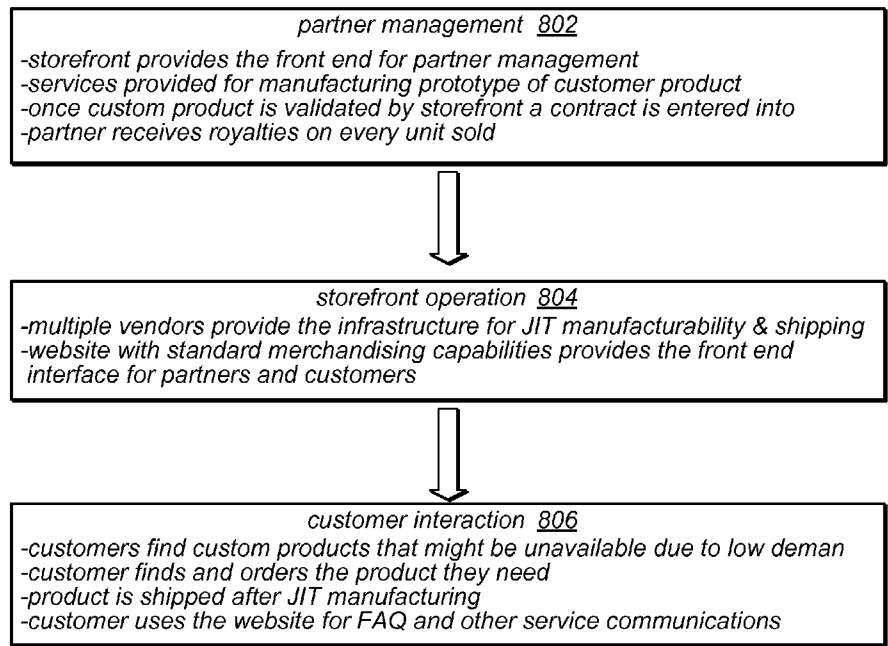 partner management 802
-storefront provides the front end for partner management
-services provided for manufacturing prototype of customer product
-once custom product is validated by storefront a contract is entered into
-partner receives royalties on every unit sold
storefront operation 804
-multiple vendors provide the infrastructure for JIT manufacturability & shipping
-website with standard merchandising capabilities provides the front end
interface for partners and customers
customer interaction 806
-customers find custom products that might be unavailable due to low deman
-customer finds and orders the product they need
-product is shipped after JIT manufacturing
-customer uses the website for FAQ and other service communications